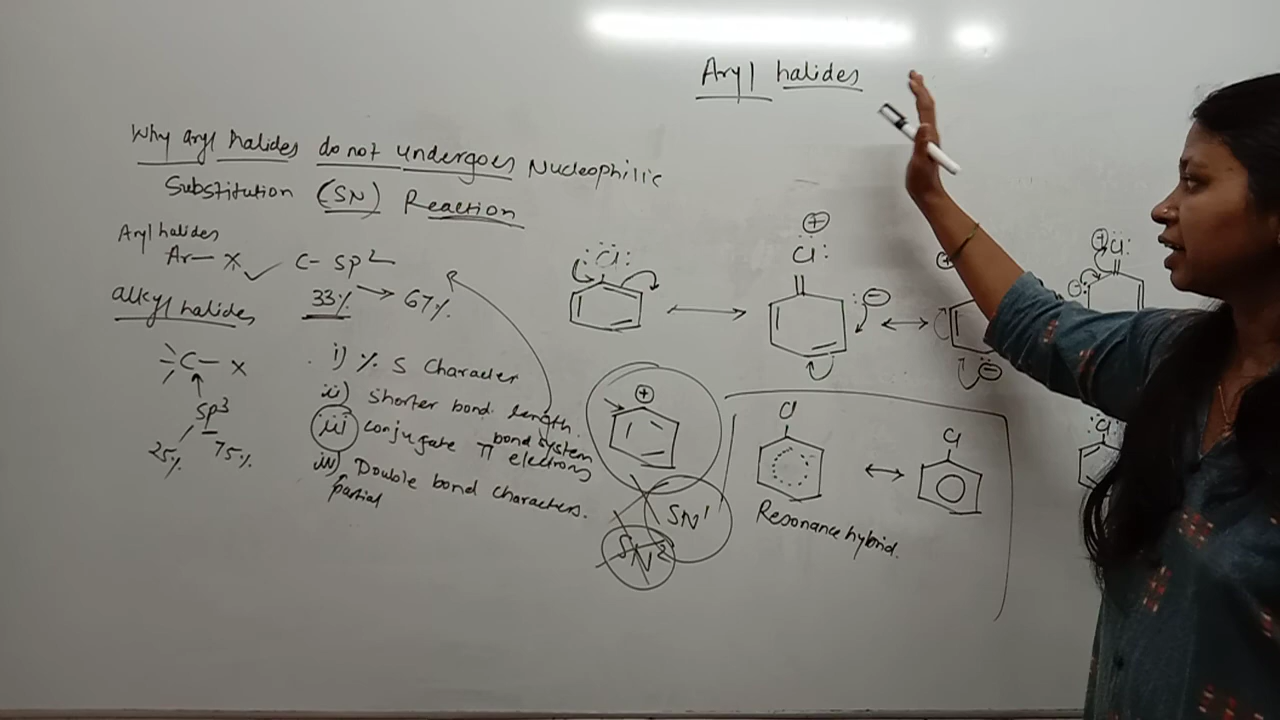 Aryl halides
Why aryl halides do not undergoes Nucleophilic
Substitution (SN) Reaction
Aryl halides
Ar—X ✓ C- Sp2
33% → 67%
alkyl halides
C—X
Sp3
25% 75%
i) % S Character
ii) Shorter bond length.
iii) Conjugate π bond system
electrons
iv) Double bond characters.
partial
:Cl:
⊕
Cl:
:⊖
⊕
⊖
⊕
Cl:
⊖:
⊕
SN1
SN2
Cl
Cl
Resonance hybrid.
:Cl: